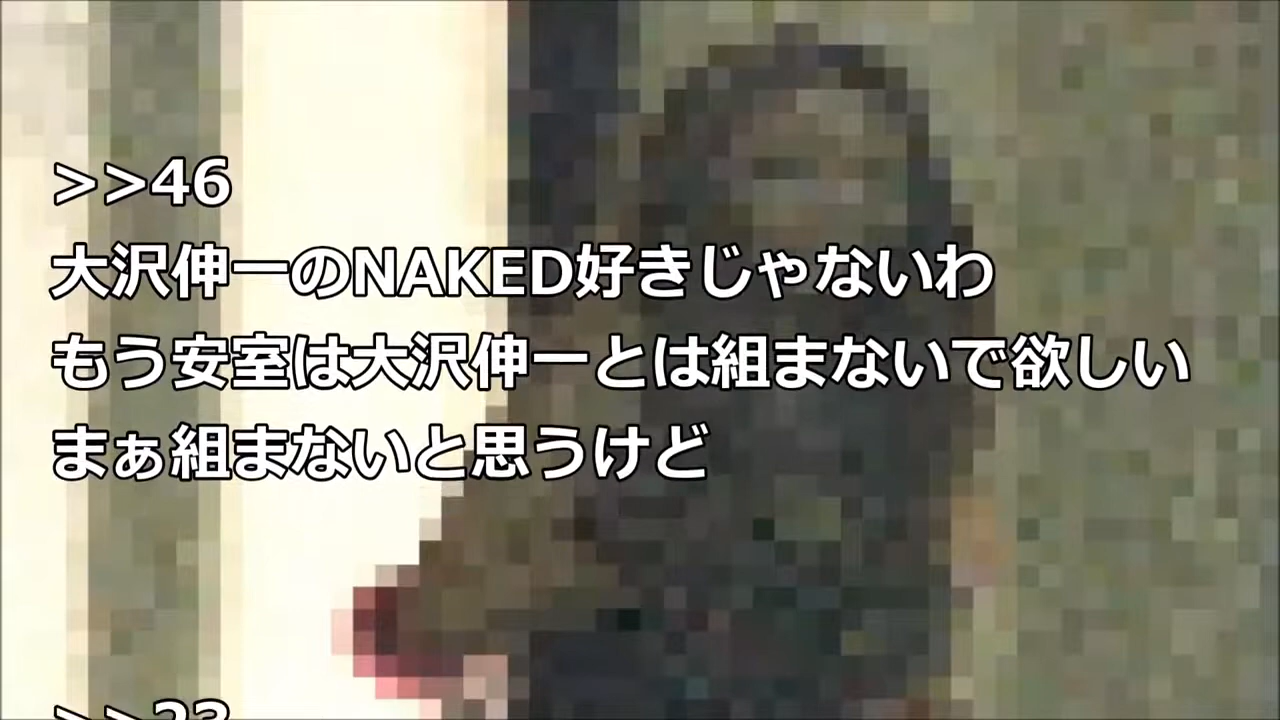 >>46
大沢伸一のNAKED好きじゃないわ
もう安室は大沢伸一とは組まないで欲しい
まぁ組まないと思うけど
>>23